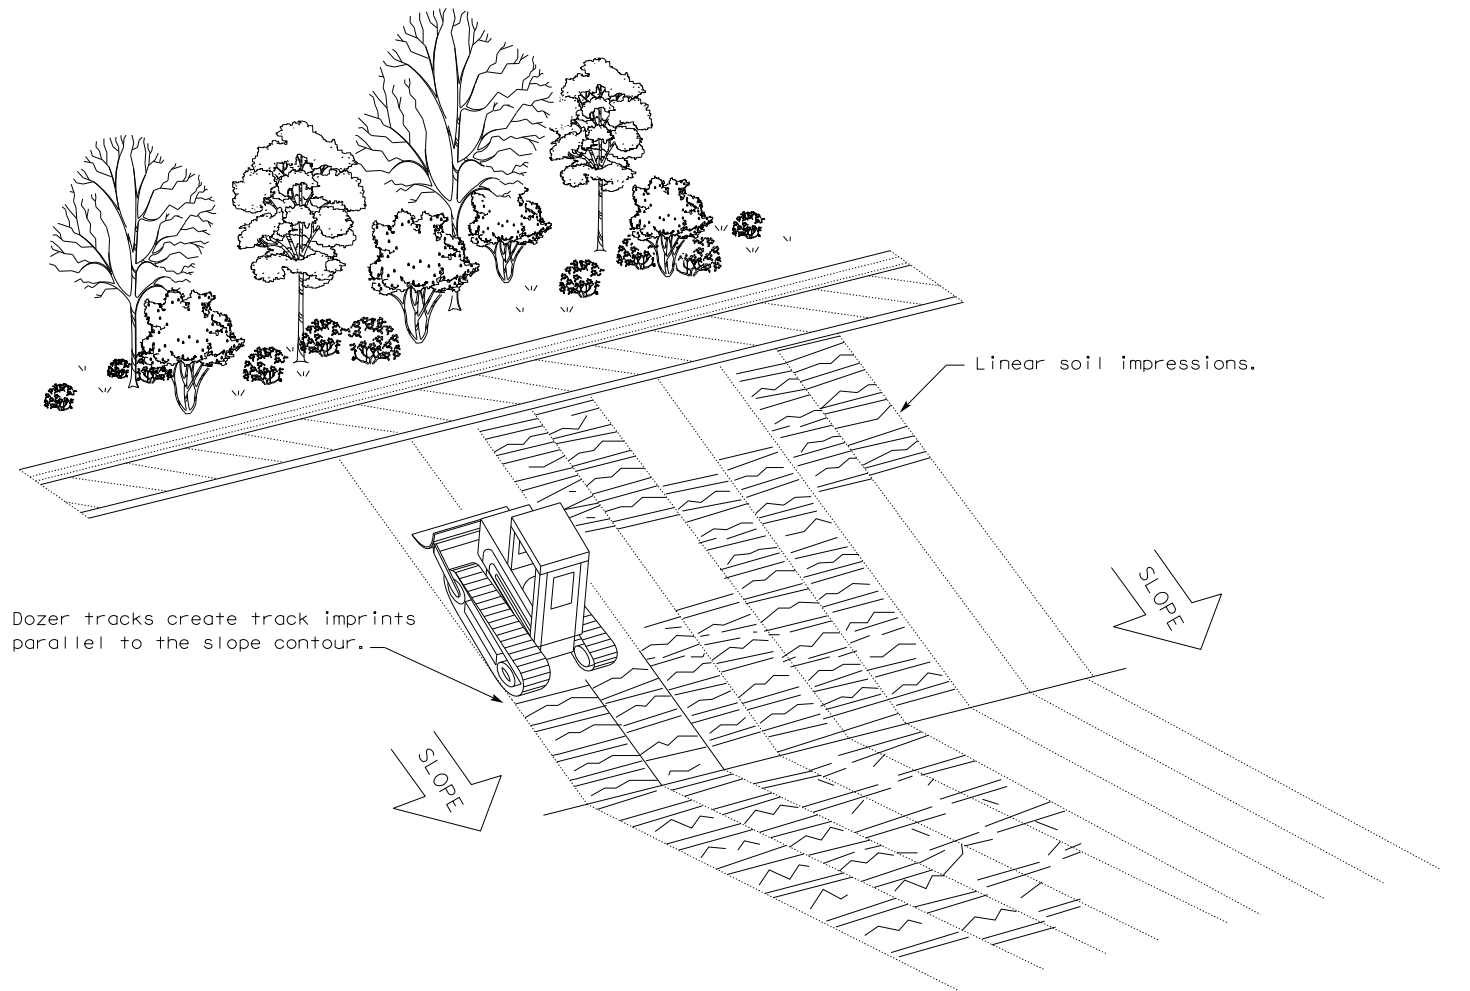 Linear soil impressions.
SLOPE
Dozer tracks create track imprints
parallel to the slope contour.
SLOPE